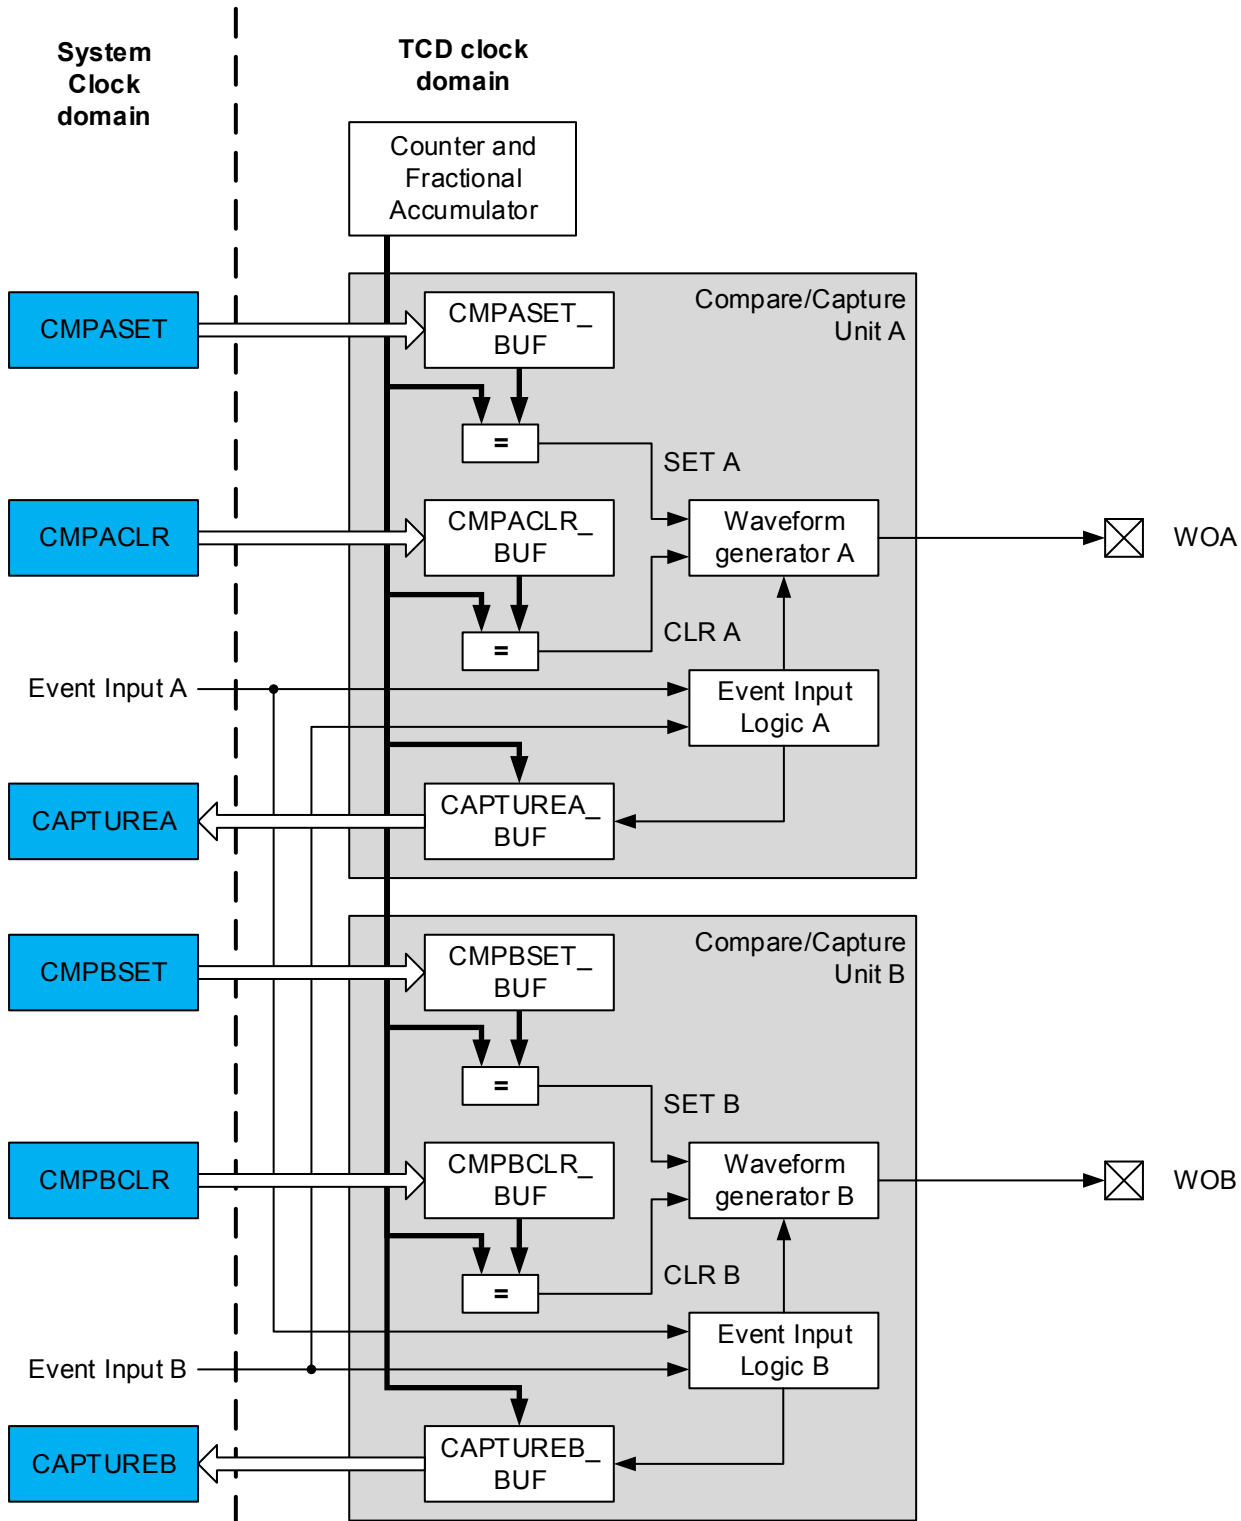 System
Clock
domain
TCD clock
domain
Counter and
Fractional
Accumulator
Compare/Capture
Unit A
CMPASET
CMPASET_
BUF
=
SET A
CMPACLR
CMPACLR_
BUF
Waveform
generator A
WOA
=
CLR A
Event Input A
Event Input
Logic A
CAPTUREA
CAPTUREA_
BUF
Compare/Capture
Unit B
CMPBSET
CMPBSET_
BUF
=
SET B
CMPBCLR
CMPBCLR_
BUF
Waveform
generator B
WOB
=
CLR B
Event Input
Logic B
Event Input B
CAPTUREB
CAPTUREB_
BUF